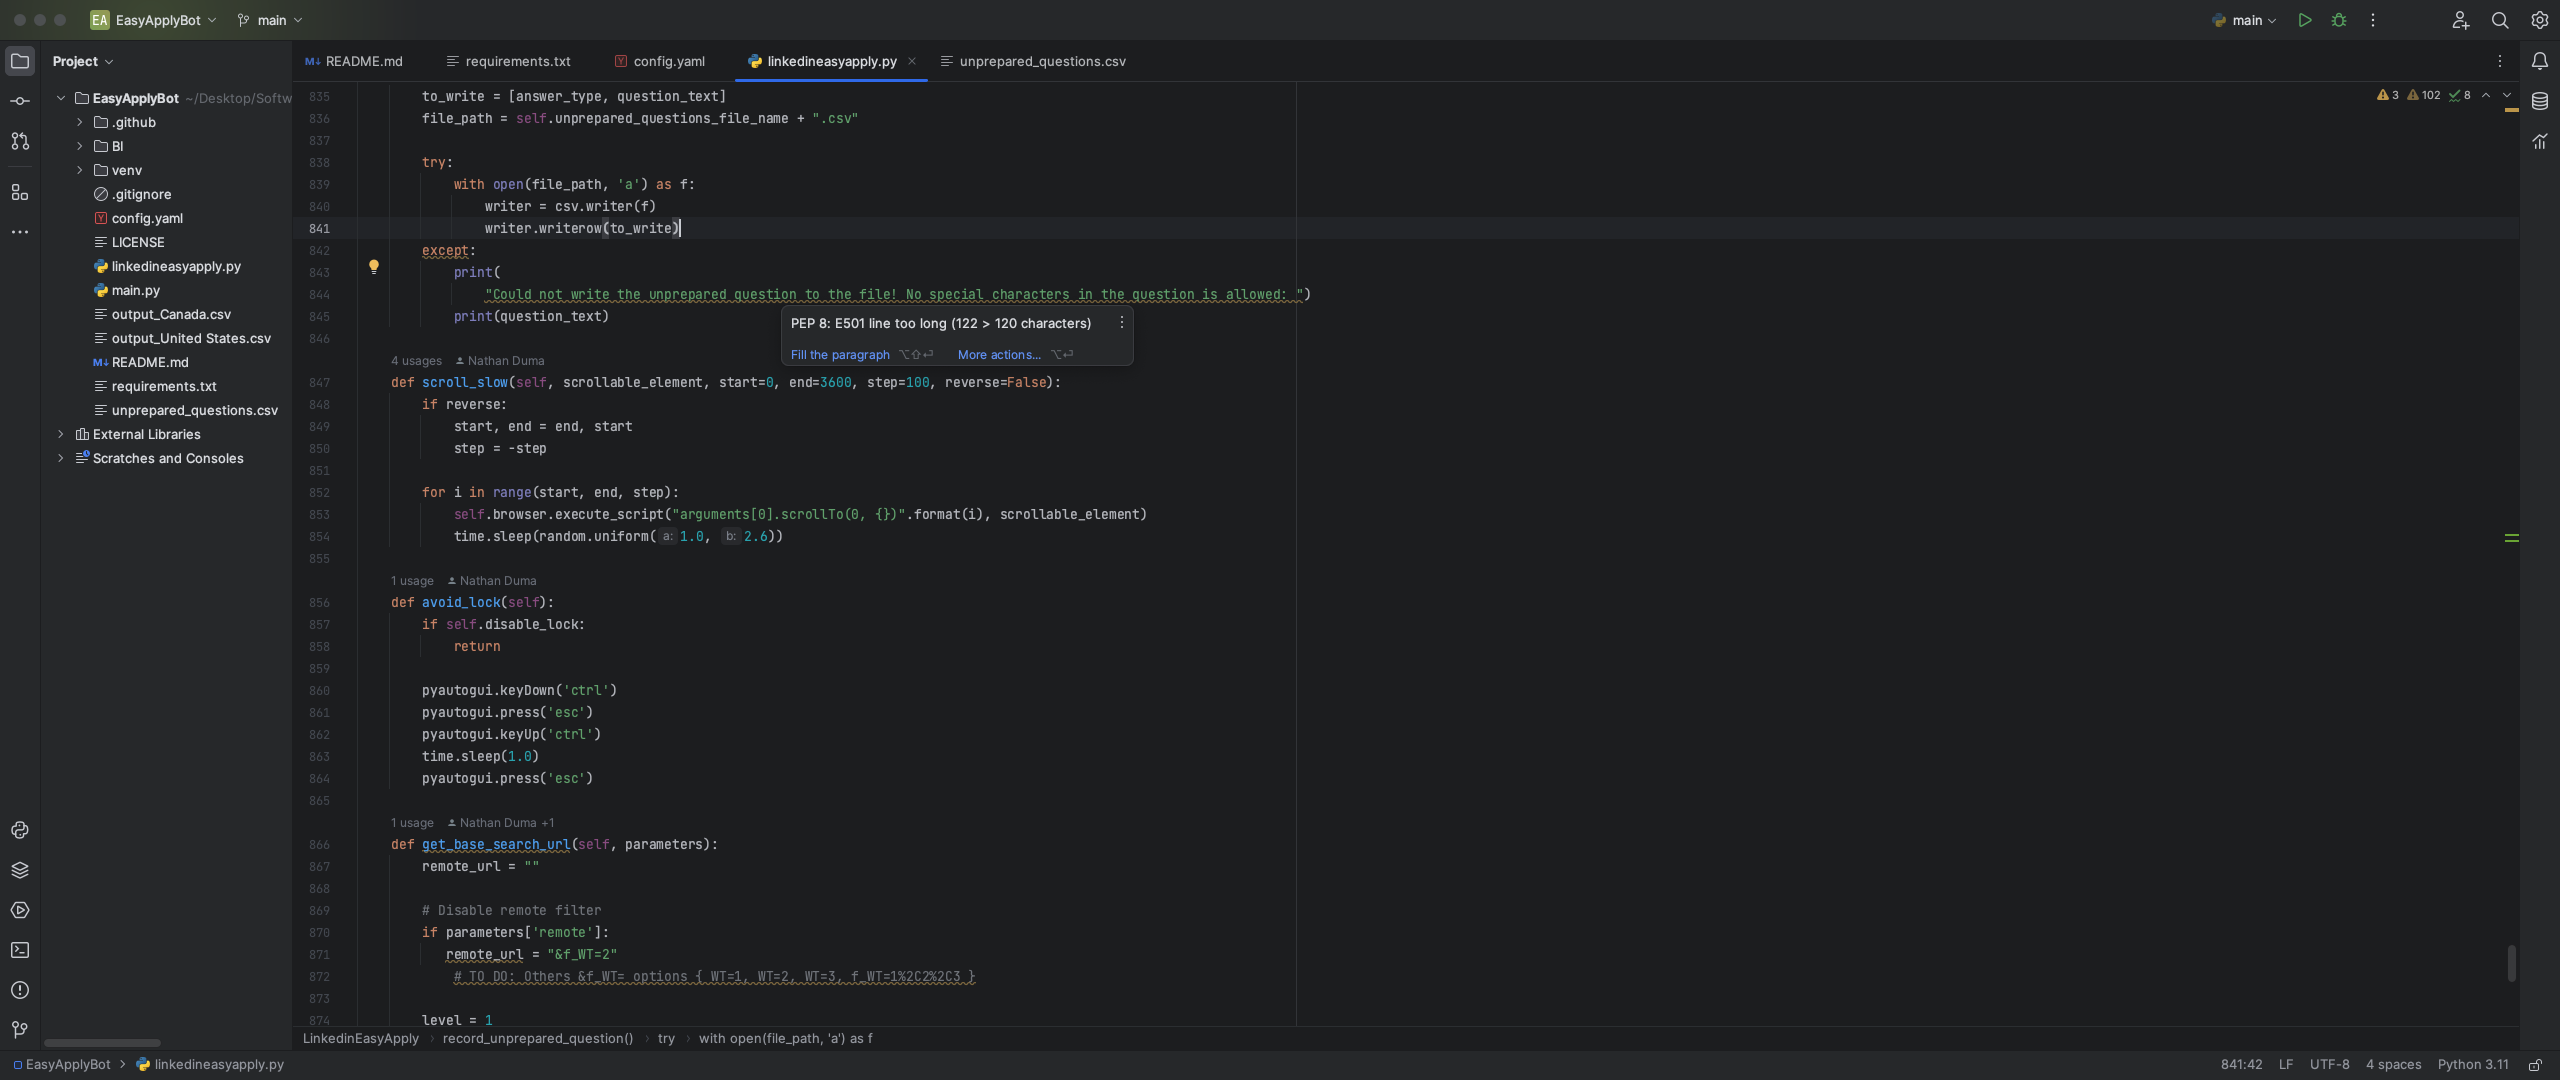 EA EasyApplyBot main main
Project
README.md requirements.txt config.yaml linkedineasyapply.py unprepared_questions.csv
EasyApplyBot ~/Desktop/Softw
.github
BI
venv
.gitignore
config.yaml
LICENSE
linkedineasyapply.py
main.py
output_Canada.csv
output_United States.csv
README.md
requirements.txt
unprepared_questions.csv
External Libraries
Scratches and Consoles
3 102 8
835 to_write = [answer_type, question_text]
836 file_path = self.unprepared_questions_file_name + ".csv"
837
838 try:
839 with open(file_path, 'a') as f:
840 writer = csv.writer(f)
841 writer.writerow(to_write)
842 except:
843 print(
844 "Could not write the unprepared question to the file! No special characters in the question is allowed: ")
845 print(question_text)
846
PEP 8: E501 line too long (122 > 120 characters)
Fill the paragraph ⌥⇧⏎ More actions... ⌥⏎
4 usages Nathan Duma
847 def scroll_slow(self, scrollable_element, start=0, end=3600, step=100, reverse=False):
848 if reverse:
849 start, end = end, start
850 step = -step
851
852 for i in range(start, end, step):
853 self.browser.execute_script("arguments[0].scrollTo(0, {})".format(i), scrollable_element)
854 time.sleep(random.uniform( a: 1.0, b: 2.6))
855
1 usage Nathan Duma
856 def avoid_lock(self):
857 if self.disable_lock:
858 return
859
860 pyautogui.keyDown('ctrl')
861 pyautogui.press('esc')
862 pyautogui.keyUp('ctrl')
863 time.sleep(1.0)
864 pyautogui.press('esc')
865
1 usage Nathan Duma +1
866 def get_base_search_url(self, parameters):
867 remote_url = ""
868
869 # Disable remote filter
870 if parameters['remote']:
871 remote_url = "&f_WT=2"
872 # TO DO: Others &f_WT= options { WT=1, WT=2, WT=3, f_WT=1%2C2%2C3 }
873
874 level = 1
LinkedinEasyApply › record_unprepared_question() › try › with open(file_path, 'a') as f
EasyApplyBot > linkedineasyapply.py
841:42 LF UTF-8 4 spaces Python 3.11